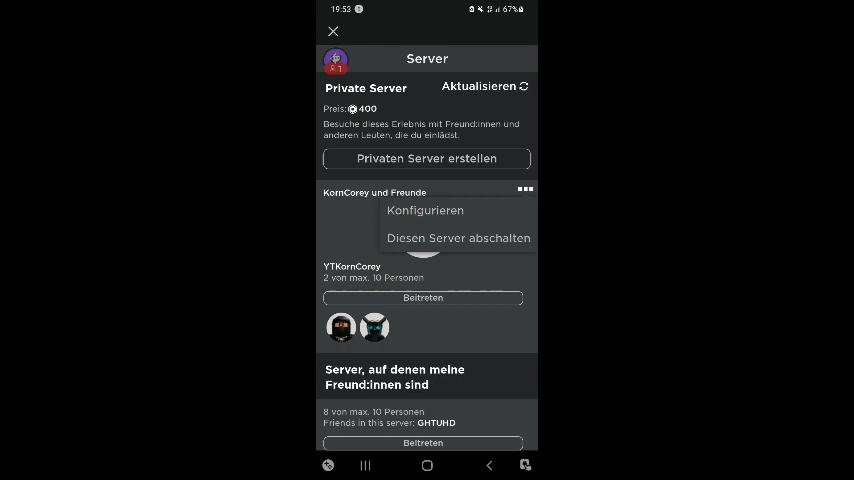 19:53
67%
Server
1
Private Server
Aktualisieren
Preis: 400
Besuche dieses Erlebnis mit Freund:innen und
anderen Leuten, die du einlädst.
Privaten Server erstellen
KornCorey und Freunde
Konfigurieren
Diesen Server abschalten
YTKornCorey
2 von max. 10 Personen
Beitreten
Server, auf denen meine
Freund:innen sind
8 von max. 10 Personen
Friends in this server: GHTUHD
Beitreten